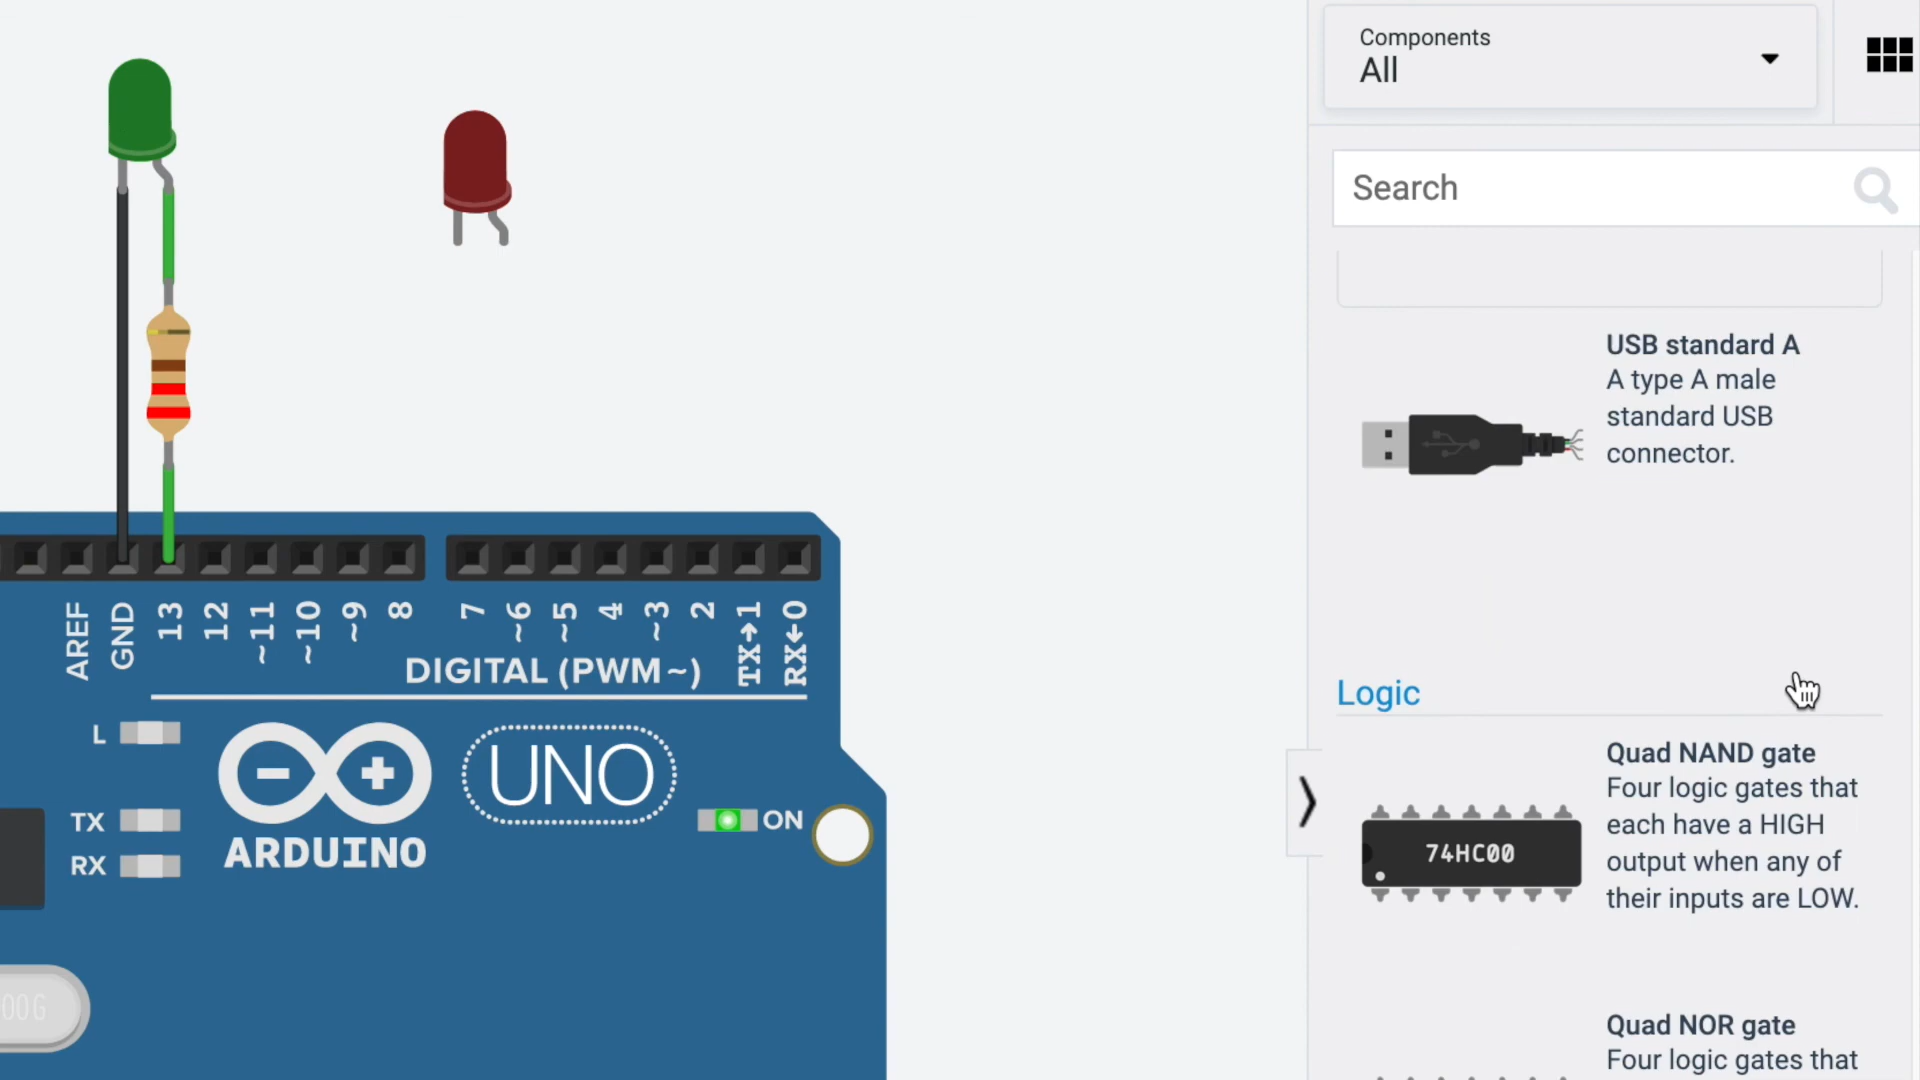 Components
All
Search
USB standard A
A type A male
standard USB
connector.
Logic
Quad NAND gate
Four logic gates that
each have a HIGH
output when any of
their inputs are LOW.
74HC00
Quad NOR gate
Four logic gates that
AREF
GND
13
12
~11
~10
~9
8
7
~6
~5
4
~3
2
TX→1
RX←0
DIGITAL (PWM~)
L
TX
RX
UNO
ARDUINO
ON
00G